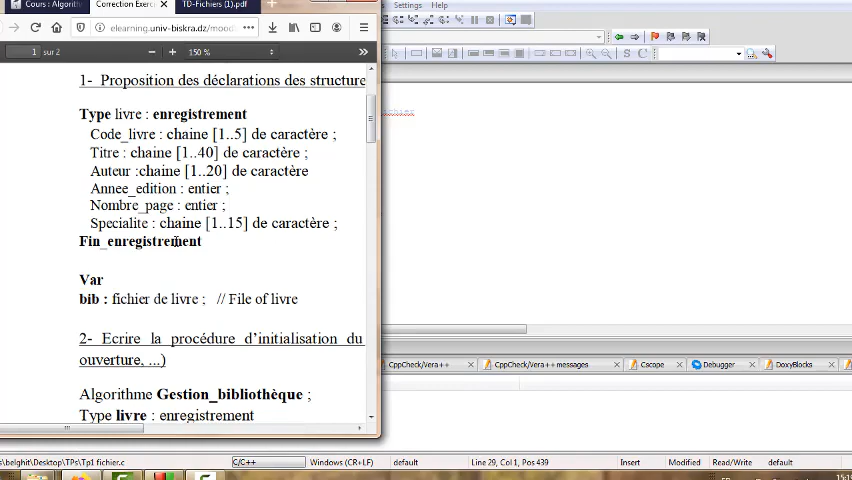 Cours : Algorith
Correction Exerc
TD-Fichiers (1).pdf
Settings
elearning.univ-biskra.dz/mood
1 sur 2
150 %
1- Proposition des déclarations des structure
Type livre : enregistrement
Code_livre : chaine [1..5] de caractère ;
Titre : chaine [1..40] de caractère ;
Auteur :chaine [1..20] de caractère
Annee_edition : entier ;
Nombre_page : entier ;
Specialite : chaine [1..15] de caractère ;
Fin_enregistrement
Var
bib : fichier de livre ; // File of livre
2- Ecrire la procédure d’initialisation du
ouverture, ...)
Algorithme Gestion_bibliothèque ;
Type livre : enregistrement
CppCheck/Vera++
CppCheck/Vera++ messages
Cscope
Debugger
DoxyBlocks
s\belghit\Desktop\TPs\Tp1 fichier.c
C/C++
Windows (CR+LF)
default
Line 29, Col 1, Pos 439
Insert
Modified
Read/Write
default